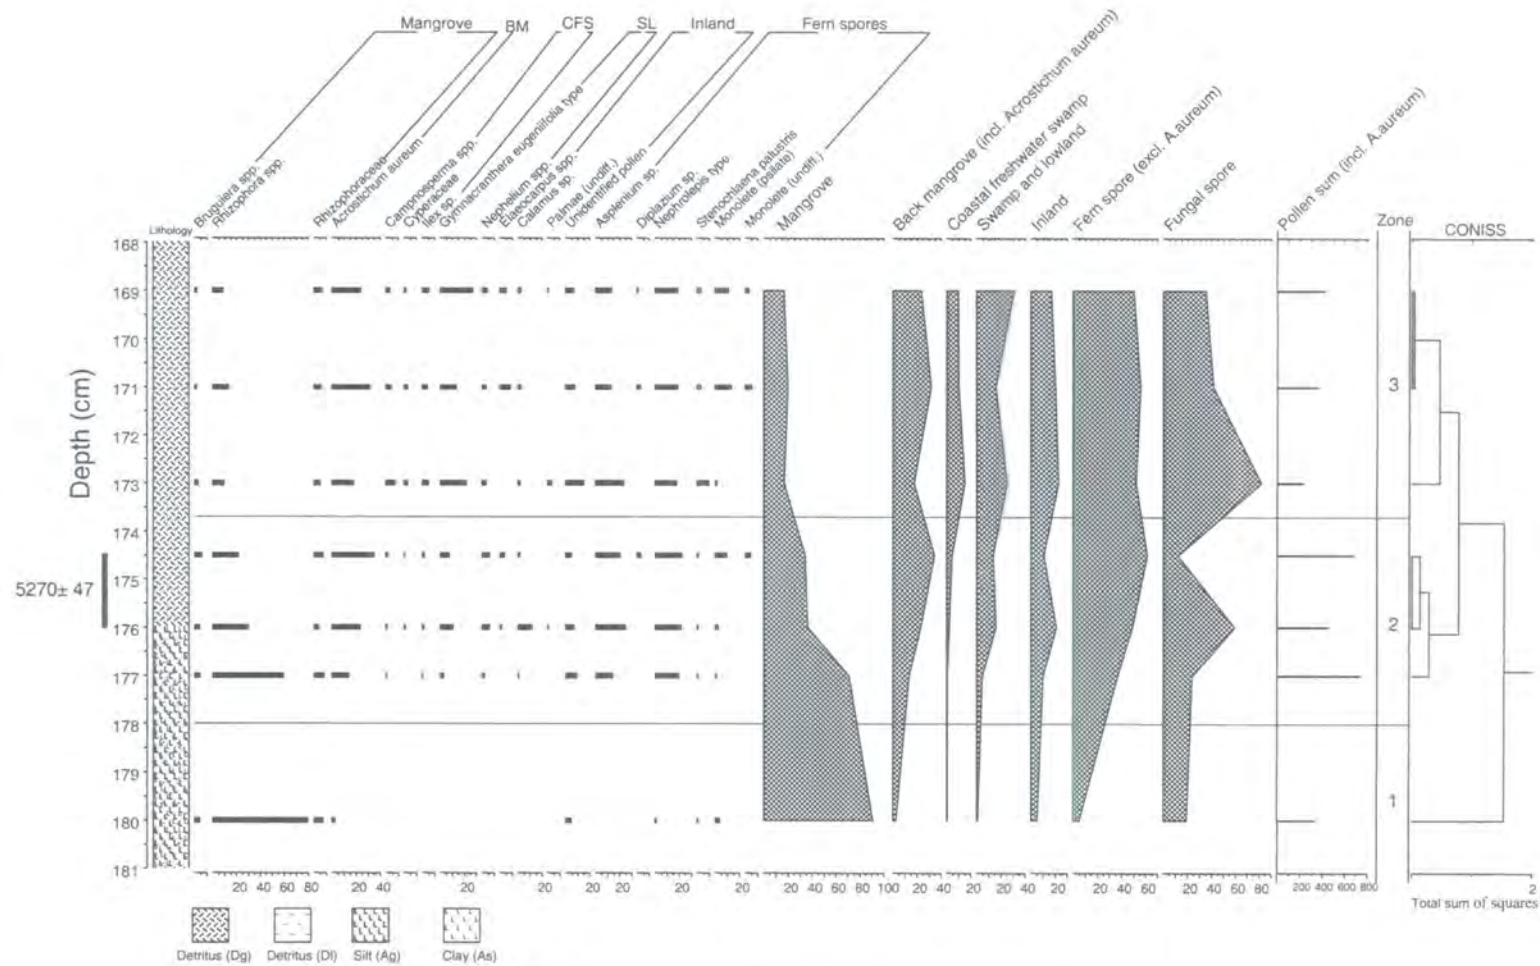 Mangrove BM CFS SL Inland Fern spores
Bruguiera spp.
Rhizophora spp.
Rhizophoraceae
Acrostichum aureum
Campnosperma spp.
Cyperaceae
Ilex sp.
Gymnacranthera eugeniifolia type
Nephelium spp.
Elaeocarpus spp.
Calamus sp.
Palmae (undiff.)
Unidentified pollen
Asplenium sp.
Diplazium sp.
Nephrolepis type
Stenochlaena palustris
Monolete (psilate)
Monolete (undiff.)
Mangrove
Back mangrove (incl. Acrostichum aureum)
Coastal freshwater swamp
Swamp and lowland
Inland
Fern spore (excl. A.aureum)
Fungal spore
Pollen sum (incl. A.aureum)
Zone
CONISS
Lithology
Depth (cm)
168
169
170
171
172
173
174
175
176
177
178
179
180
181
5270± 47
3
2
1
20 40 60 80 20 40 20 20 20 20 20 20 20 40 60 80 100 20 40 20 20 40 20 20 40 60 20 40 60 80 200 400 600 800 2
Total sum of squares
Detritus (Dg) Detritus (Dl) Silt (Ag) Clay (As)